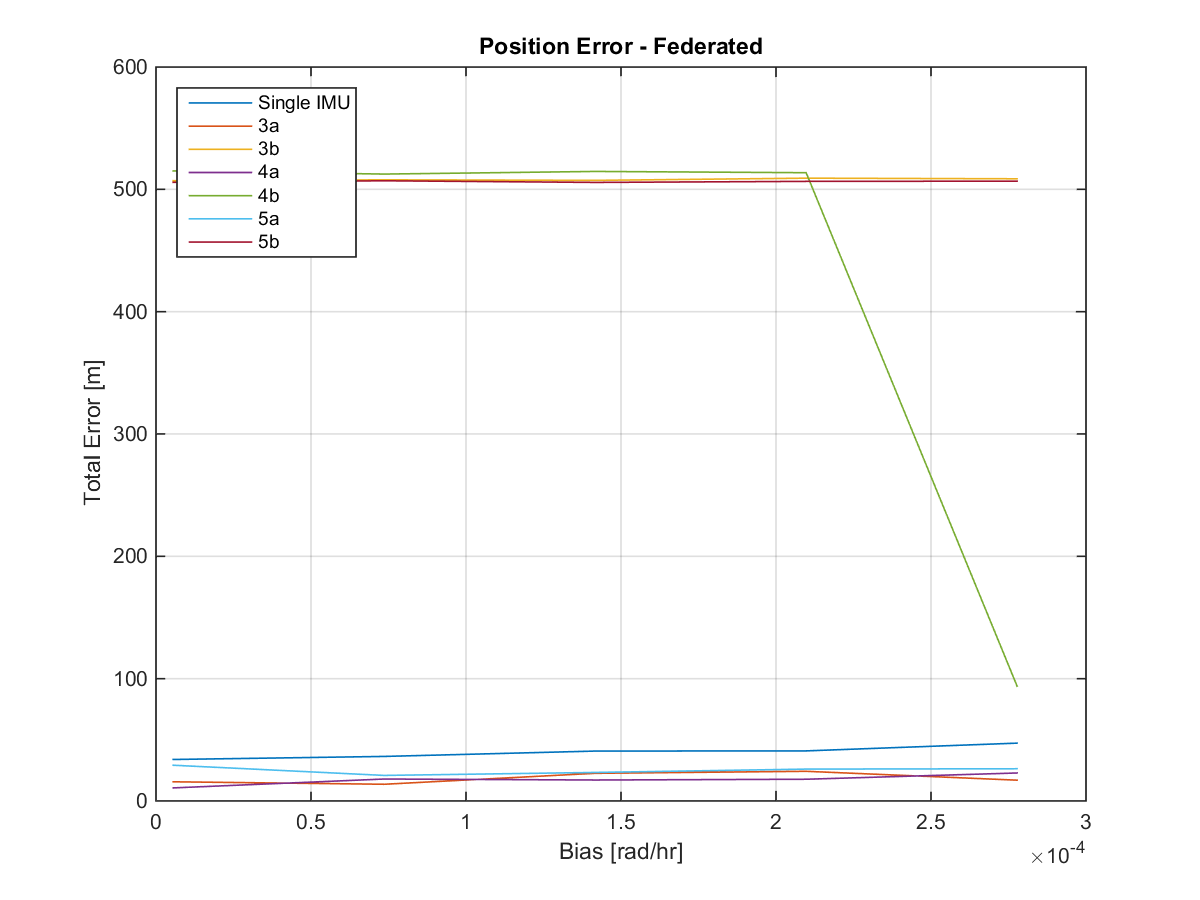 Position Error - Federated
600
500
400
300
200
100
0
Total Error [m]
Single IMU
3a
3b
4a
4b
5a
5b
0 0.5 1 1.5 2 2.5 3
Bias [rad/hr]
×10-4